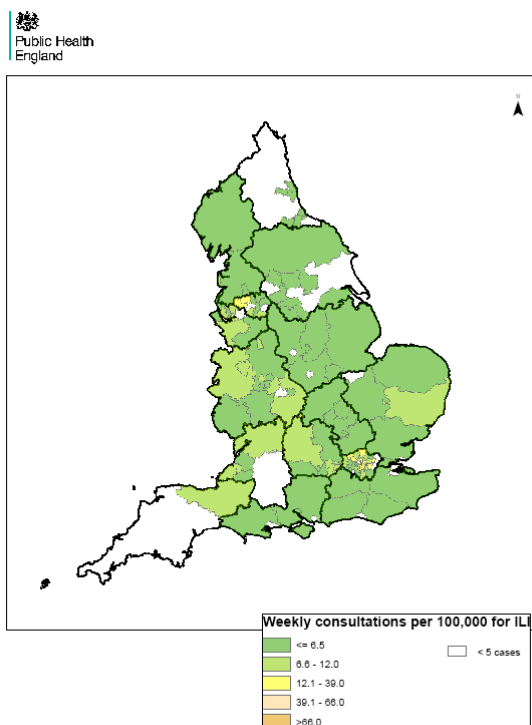 Public Health
England
N
Weekly consultations per 100,000 for ILI
<= 6.5
6.6 - 12.0
12.1 - 39.0
39.1 - 66.0
>66.0
< 5 cases